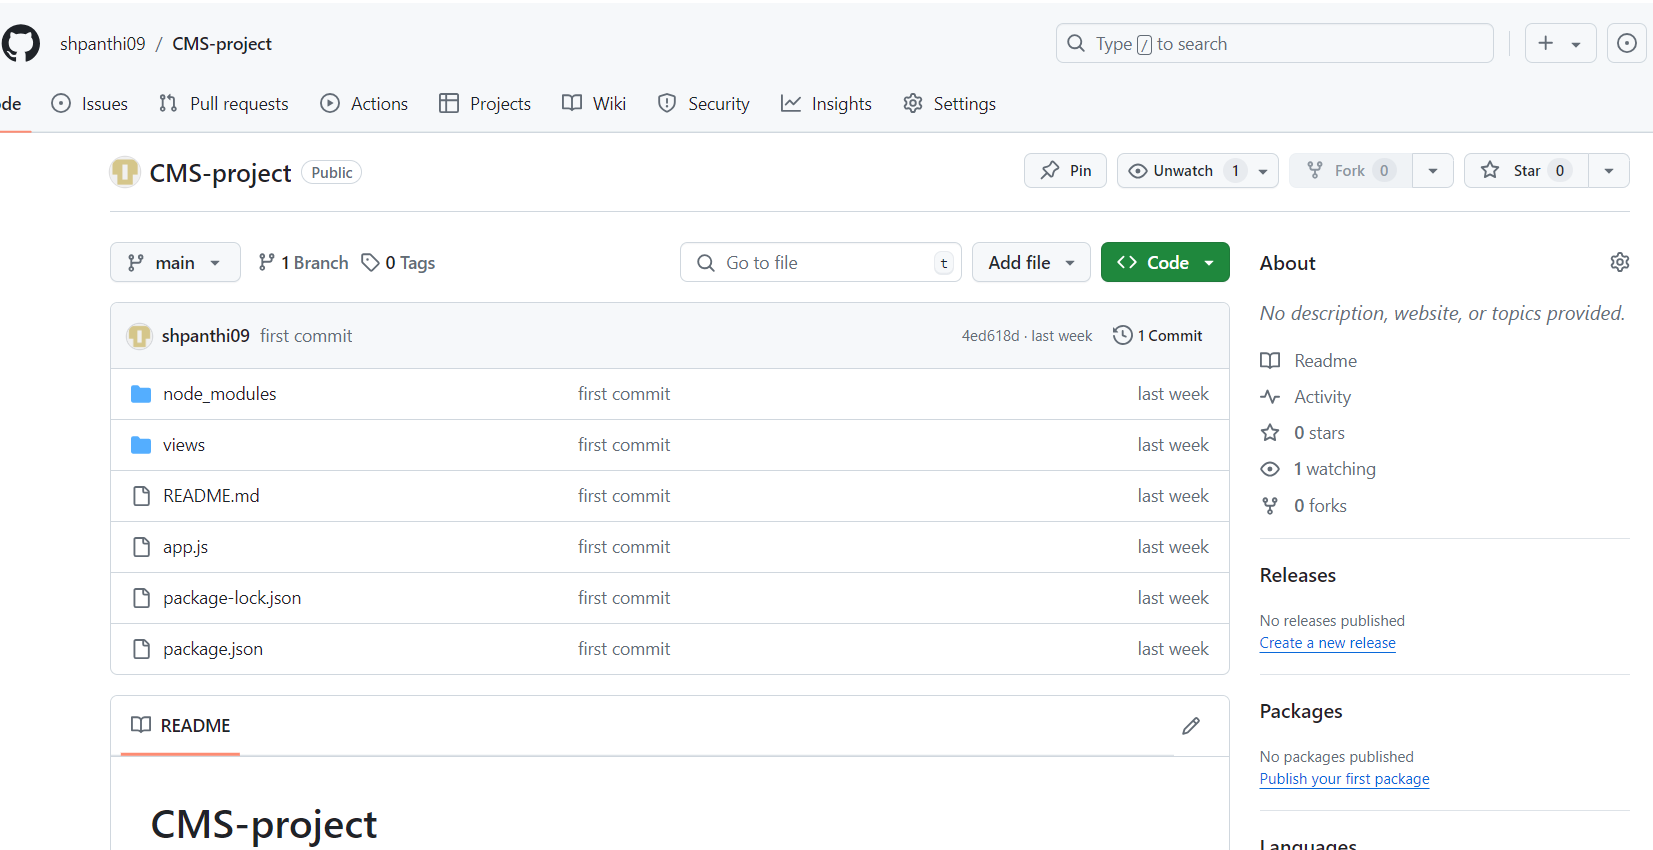 shpanthi09 / CMS-project
Type / to search
de Issues Pull requests Actions Projects Wiki Security Insights Settings
CMS-project Public
Pin Unwatch 1 Fork 0 Star 0
main 1 Branch 0 Tags Go to file t Add file <> Code
shpanthi09 first commit 4ed618d · last week 1 Commit
node_modules first commit last week
views first commit last week
README.md first commit last week
app.js first commit last week
package-lock.json first commit last week
package.json first commit last week
README
CMS-project
About
No description, website, or topics provided.
Readme
Activity
0 stars
1 watching
0 forks
Releases
No releases published
Create a new release
Packages
No packages published
Publish your first package
Languages